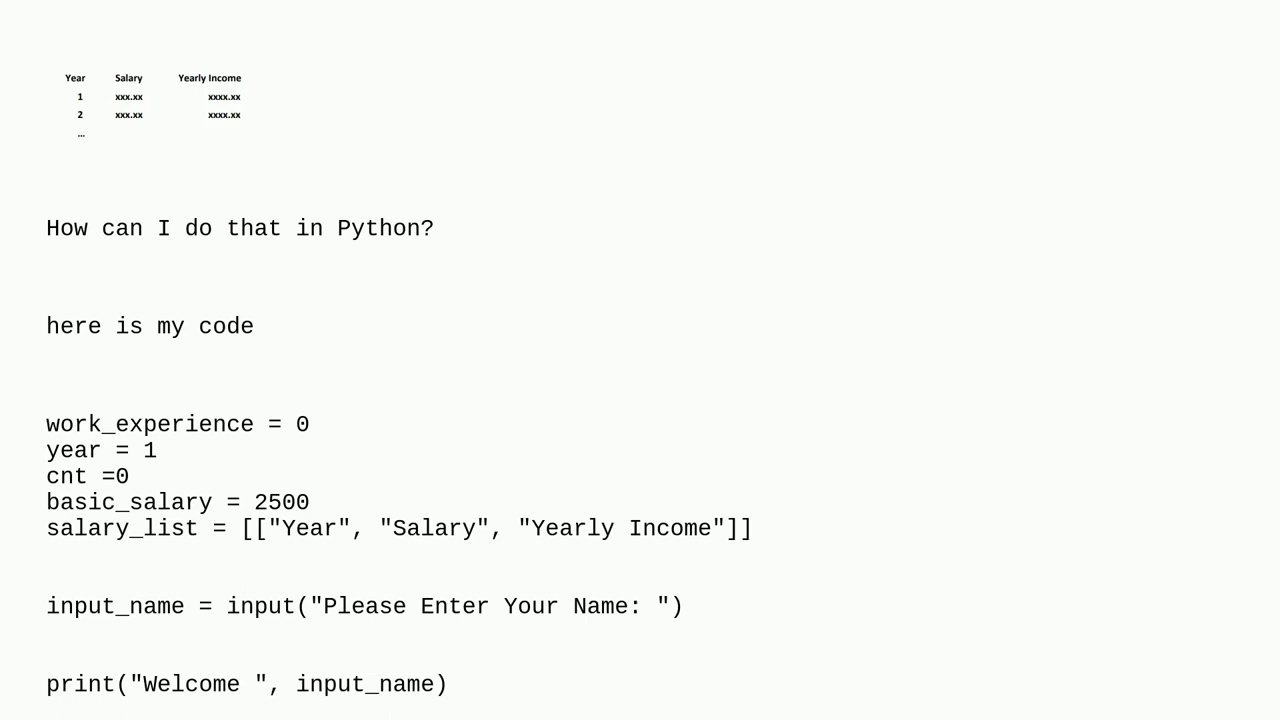 Year Salary Yearly Income
1 xxx.xx xxxx.xx
2 xxx.xx xxxx.xx
...
How can I do that in Python?
here is my code
work_experience = 0
year = 1
cnt =0
basic_salary = 2500
salary_list = [["Year", "Salary", "Yearly Income"]]
input_name = input("Please Enter Your Name: ")
print("Welcome ", input_name)